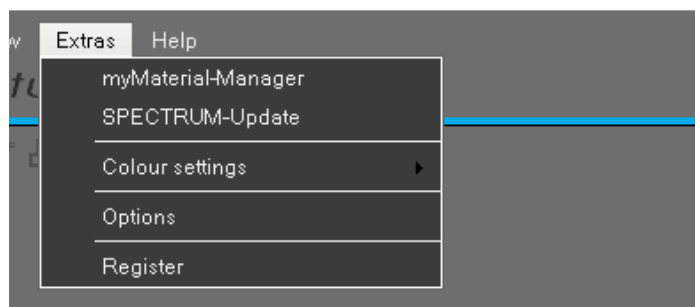 Extras Help
myMaterial-Manager
SPECTRUM-Update
Colour settings
Options
Register